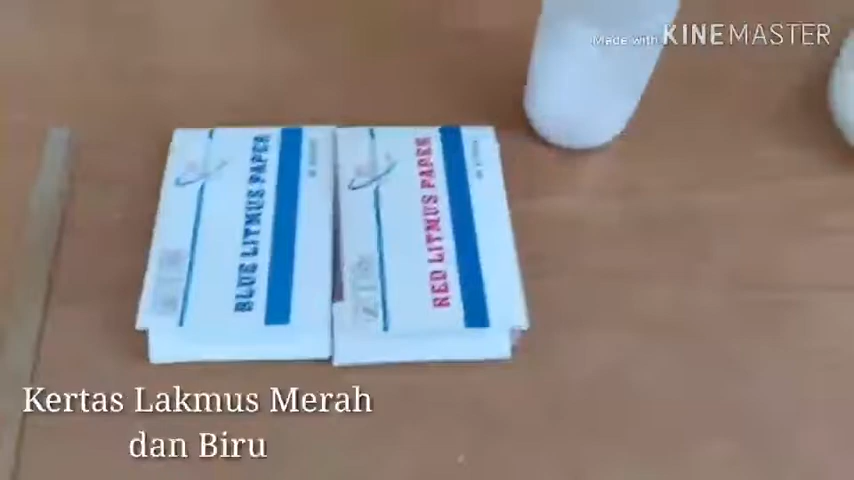 Made with KINEMASTER
BLUE LITMUS PAPER
RED LITMUS PAPER
Kertas Lakmus Merah
dan Biru